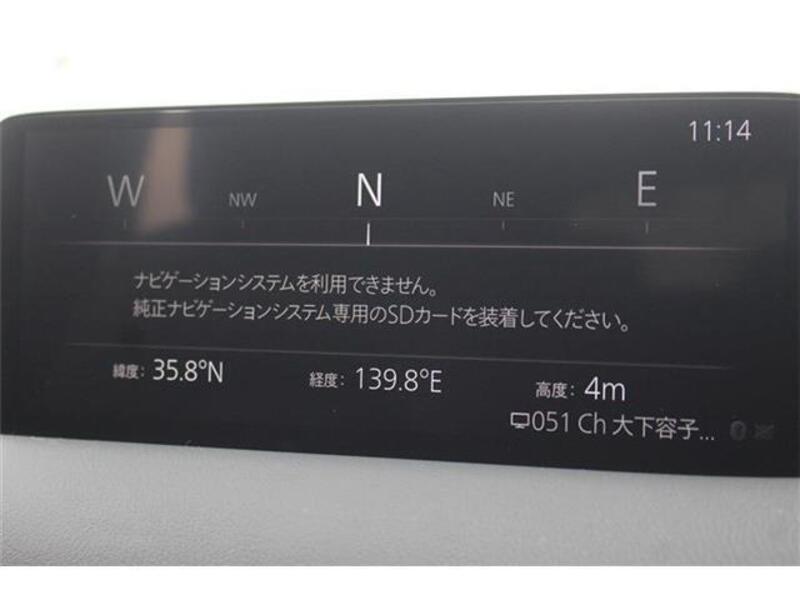 11:14
W NW N NE E
ナビゲーションシステムを利用できません。
純正ナビゲーションシステム専用のSDカードを装着してください。
緯度: 35.8°N 経度: 139.8°E 高度: 4m
051 Ch 大下容子...